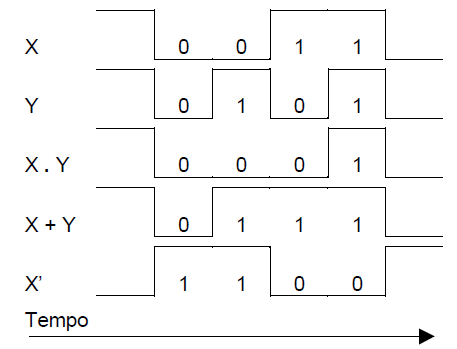 X 0 0 1 1
Y 0 1 0 1
X . Y 0 0 0 1
X + Y 0 1 1 1
X’ 1 1 0 0
Tempo